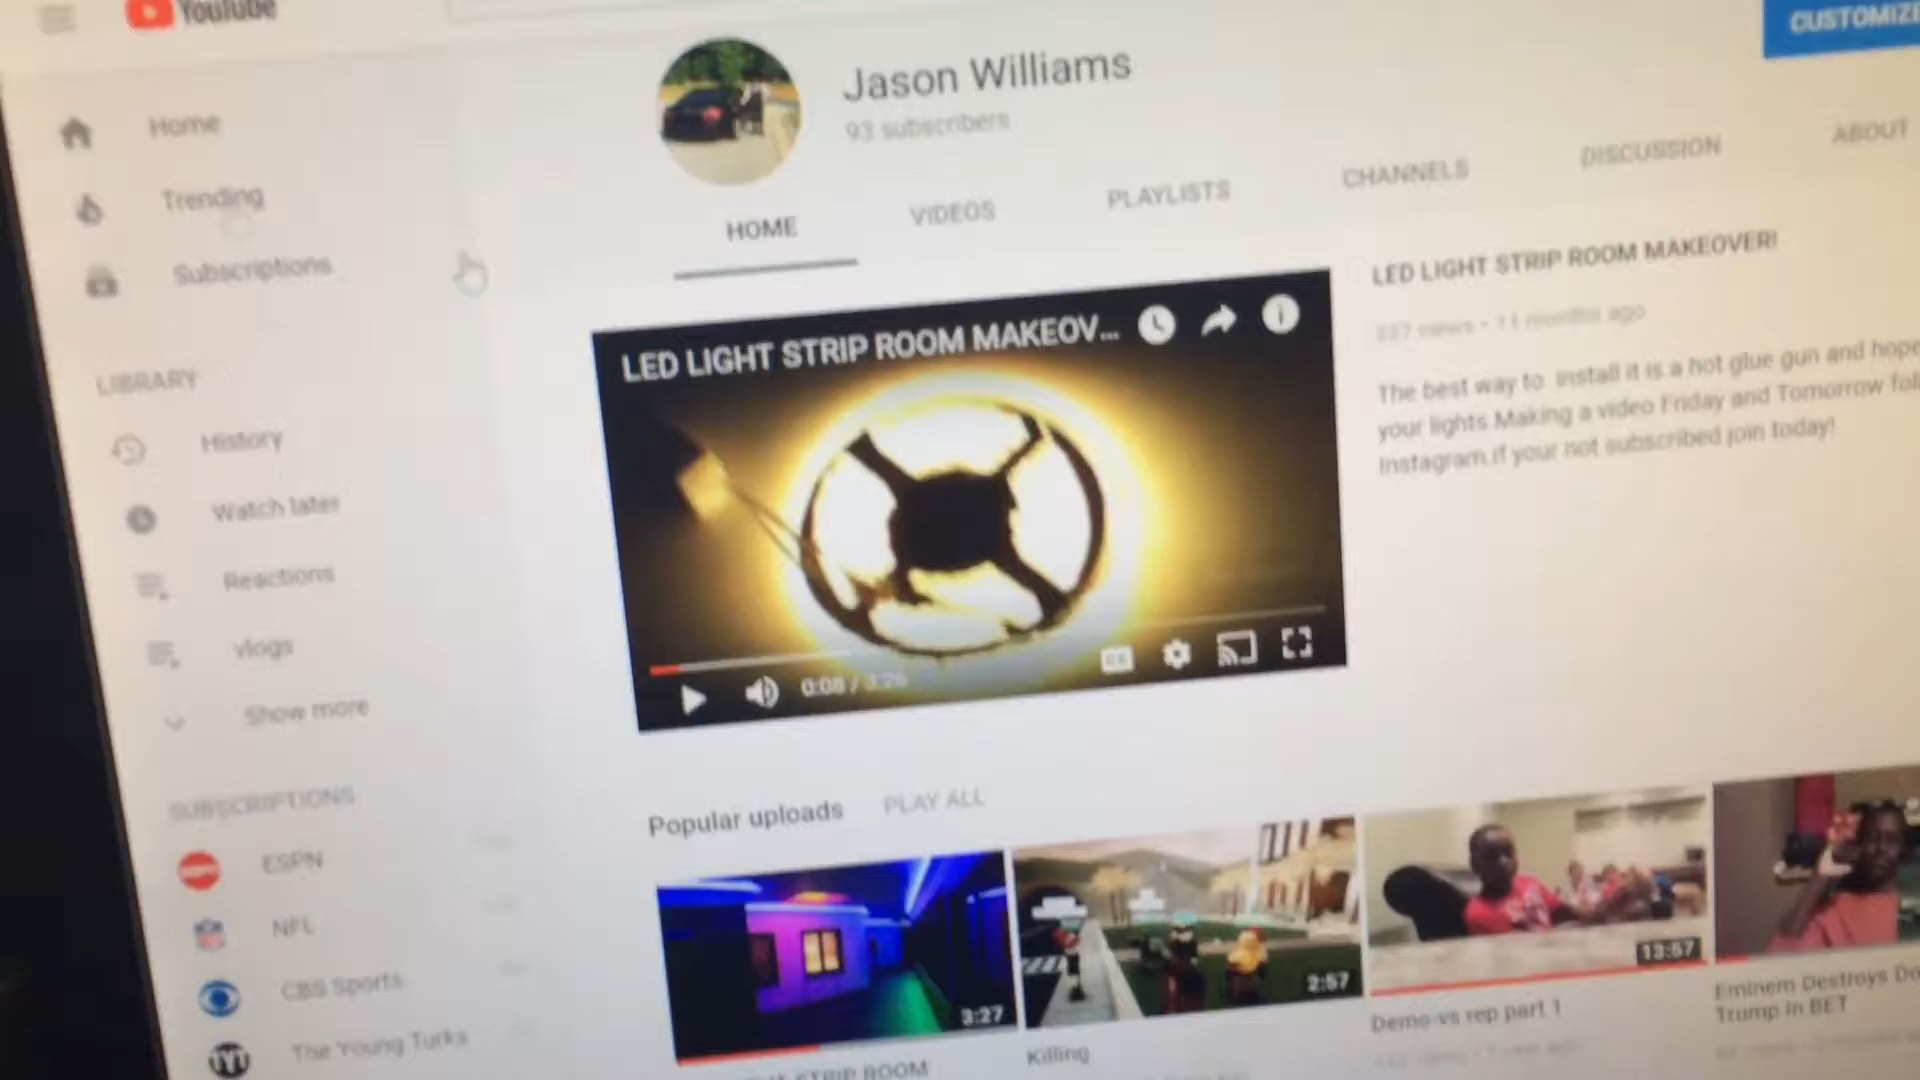 YouTube
CUSTOMIZE
Jason Williams
93 subscribers
Home
Trending
Subscriptions
HOME
VIDEOS
PLAYLISTS
CHANNELS
DISCUSSION
ABOUT
LED LIGHT STRIP ROOM MAKEOV...
LED LIGHT STRIP ROOM MAKEOVER!
views • 11 months ago
The best way to install it is a hot glue gun and hope
your lights.Making a video Friday and Tomorrow fol
Instagram.if your not subscribed join today!
0:08 / 3:26
CC
LIBRARY
History
Watch later
Reactions
vlogs
Show more
SUBSCRIPTIONS
ESPN
NFL
CBS Sports
TYT
The Young Turks
Popular uploads
PLAY ALL
3:27
2:57
13:57
STRIP ROOM
Killing
Demo vs rep part 1
Eminem Destroys Do
Trump in BET